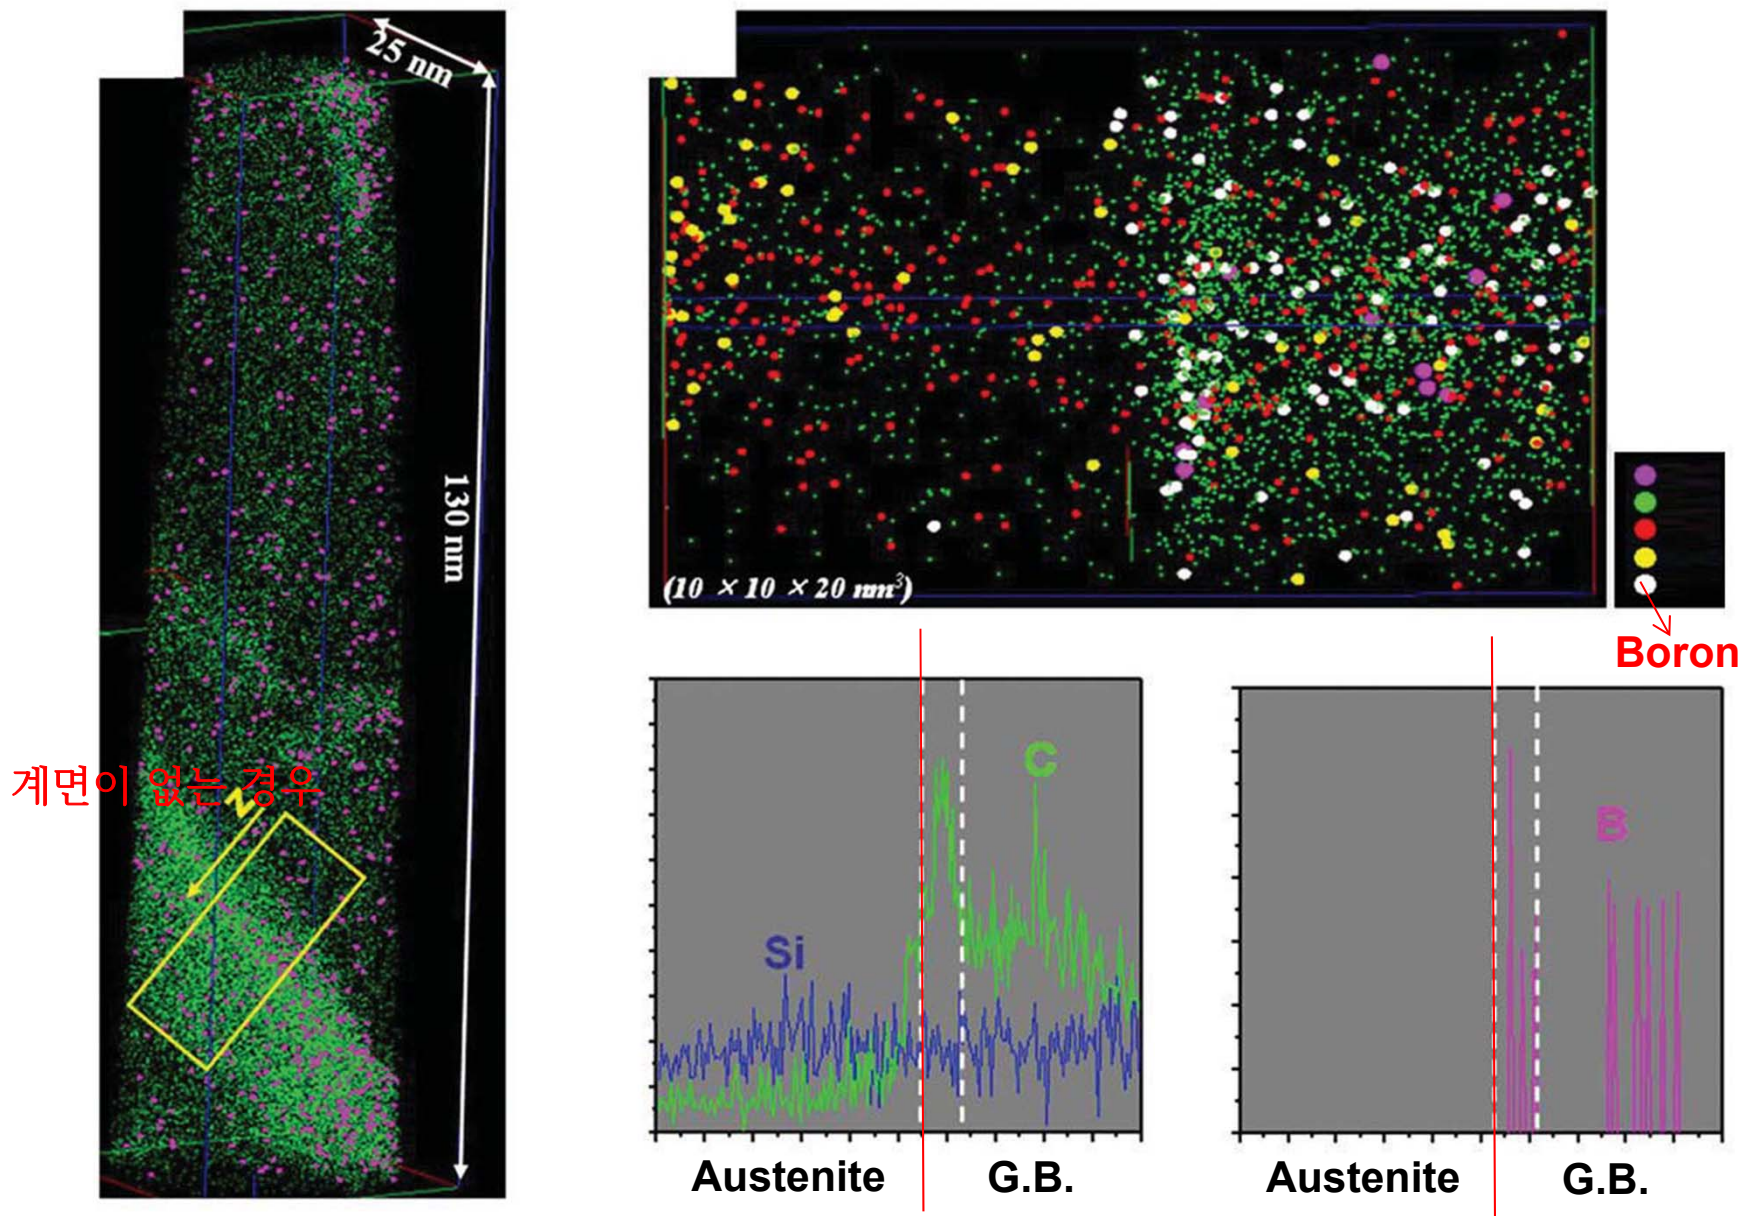 25 nm
130 nm
계면이 없는 경우
z
(10 × 10 × 20 nm³)
Boron
Si
C
B
Austenite
G.B.
Austenite
G.B.